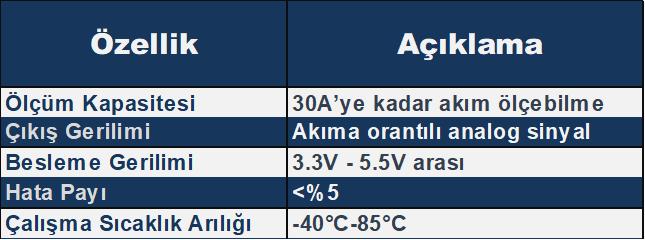 Özellik Açıklama
Ölçüm Kapasitesi 30A’ye kadar akım ölçebilme
Çıkış Gerilimi Akıma orantılı analog sinyal
Besleme Gerilimi 3.3V - 5.5V arası
Hata Payı <%5
Çalışma Sıcaklık Arılığı -40°C-85°C